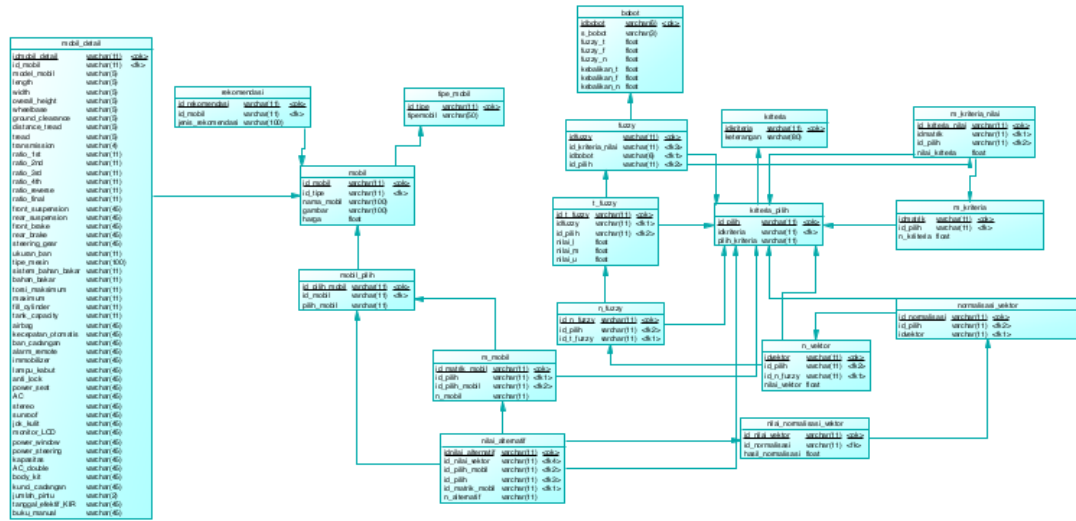 mobil_detail
idmobil_detail varchar(11) <pk>
id_mobil varchar(11) <fk>
model_mobil varchar(5)
length varchar(5)
width varchar(5)
overall_height varchar(5)
wheelbase varchar(5)
ground_clearance varchar(5)
distance_tread varchar(5)
tread varchar(5)
transmission varchar(4)
ratio_1st varchar(11)
ratio_2nd varchar(11)
ratio_3rd varchar(11)
ratio_4th varchar(11)
ratio_reverse varchar(11)
ratio_final varchar(11)
front_suspension varchar(45)
rear_suspension varchar(45)
front_brake varchar(45)
rear_brake varchar(45)
steering_gear varchar(45)
ukuran_ban varchar(11)
tipe_mesin varchar(100)
sistem_bahan_bakar varchar(11)
bahan_bakar varchar(11)
torsi_maksimum varchar(11)
maximum varchar(11)
fill_cylinder varchar(11)
tank_capacity varchar(11)
airbag varchar(45)
kecepatan_otomatis varchar(45)
ban_cadangan varchar(45)
alarm_remote varchar(45)
immobilizer varchar(45)
lampu_kabut varchar(45)
anti_lock varchar(45)
power_seat varchar(45)
AC varchar(45)
stereo varchar(45)
sunroof varchar(45)
jok_kulit varchar(45)
monitor_LCD varchar(45)
power_window varchar(45)
power_steering varchar(45)
kapasitas varchar(45)
AC_double varchar(45)
body_kit varchar(45)
kunci_cadangan varchar(45)
jumlah_pintu varchar(2)
tanggal_efektif_KIR varchar(45)
buku_manual varchar(45)
rekomendasi
id_rekomendasi varchar(11) <pk>
id_mobil varchar(11) <fk>
jenis_rekomendasi varchar(100)
tipe_mobil
id_tipe varchar(11) <pk>
tipemobil varchar(50)
mobil
id_mobil varchar(11) <pk>
id_tipe varchar(11) <fk>
nama_mobil varchar(100)
gambar varchar(100)
harga float
mobil_pilih
id_pilih_mobil varchar(11) <pk>
id_mobil varchar(11) <fk>
pilih_mobil varchar(11)
m_mobil
id_matrik_mobil varchar(11) <pk>
id_pilih varchar(11) <fk1>
id_pilih_mobil varchar(11) <fk2>
n_mobil varchar(11)
nilai_alternatif
idnilai_alternatif varchar(11) <pk>
id_nilai_vektor varchar(11) <fk4>
id_pilih_mobil varchar(11) <fk2>
id_pilih varchar(11) <fk3>
id_matrik_mobil varchar(11) <fk1>
n_alternatif varchar(11)
bobot
idbobot varchar(6) <pk>
s_bobot varchar(3)
fuzzy_t float
fuzzy_f float
fuzzy_n float
kebalikan_t float
kebalikan_f float
kebalikan_n float
fuzzy
idfuzzy varchar(11) <pk>
id_kriteria_nilai varchar(11) <fk3>
idbobot varchar(6) <fk1>
id_pilih varchar(11) <fk2>
t_fuzzy
id_t_fuzzy varchar(11) <pk>
idfuzzy varchar(11) <fk1>
id_pilih varchar(11) <fk2>
nilai_l float
nilai_m float
nilai_u float
n_fuzzy
id_n_fuzzy varchar(11) <pk>
id_pilih varchar(11) <fk2>
id_t_fuzzy varchar(11) <fk1>
kriteria
idkriteria varchar(11) <pk>
keterangan varchar(80)
kriteria_pilih
id_pilih varchar(11) <pk>
idkriteria varchar(11) <fk>
pilih_kriteria varchar(11)
m_kriteria_nilai
id_kriteria_nilai varchar(11) <pk>
idmatrik varchar(11) <fk1>
id_pilih varchar(11) <fk2>
nilai_kriteria float
m_kriteria
idmatrik varchar(11) <pk>
id_pilih varchar(11) <fk>
n_kriteria float
normalisasi_vektor
id_normalisasi varchar(11) <pk>
id_pilih varchar(11) <fk2>
idvektor varchar(11) <fk1>
n_vektor
idvektor varchar(11) <pk>
id_pilih varchar(11) <fk2>
id_n_fuzzy varchar(11) <fk1>
nilai_vektor float
nilai_normalisasi_vektor
id_nilai_vektor varchar(11) <pk>
id_normalisasi varchar(11) <fk>
hasil_normalisasi float